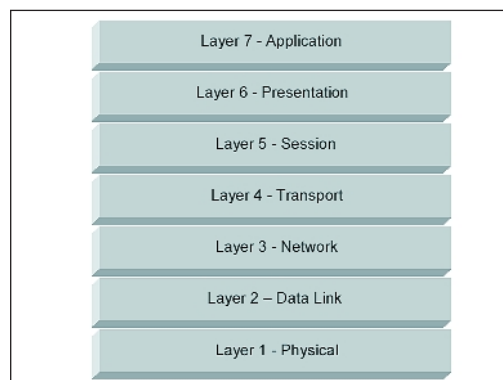 Layer 7 - Application
Layer 6 - Presentation
Layer 5 - Session
Layer 4 - Transport
Layer 3 - Network
Layer 2 – Data Link
Layer 1 - Physical